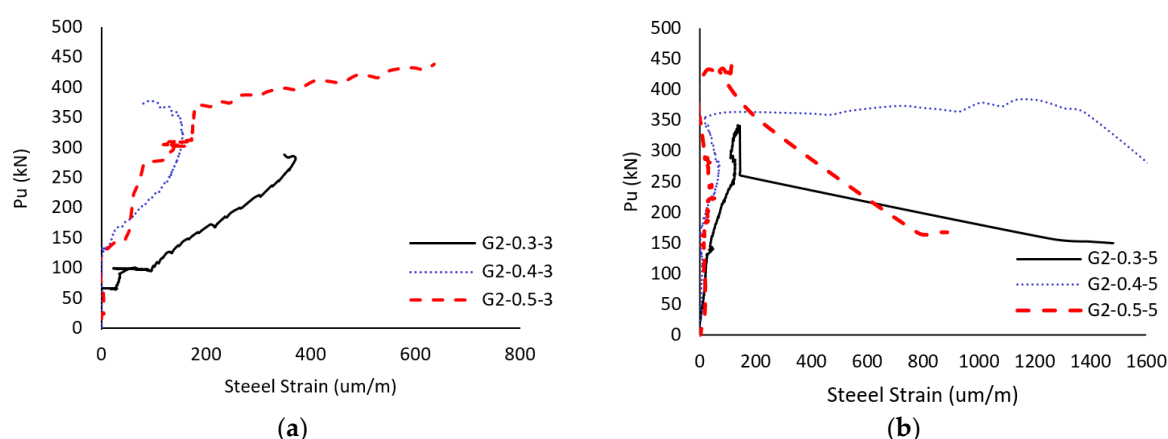 500
450
400
350
300
250
200
150
100
50
0
Pu (kN)
0 200 400 600 800
Steeel Strain (um/m)
G2-0.3-3
G2-0.4-3
G2-0.5-3
(a)
500
450
400
350
300
250
200
150
100
50
0
Pu (kN)
0 200 400 600 800 1000 1200 1400 1600
Steeel Strain (um/m)
G2-0.3-5
G2-0.4-5
G2-0.5-5
(b)